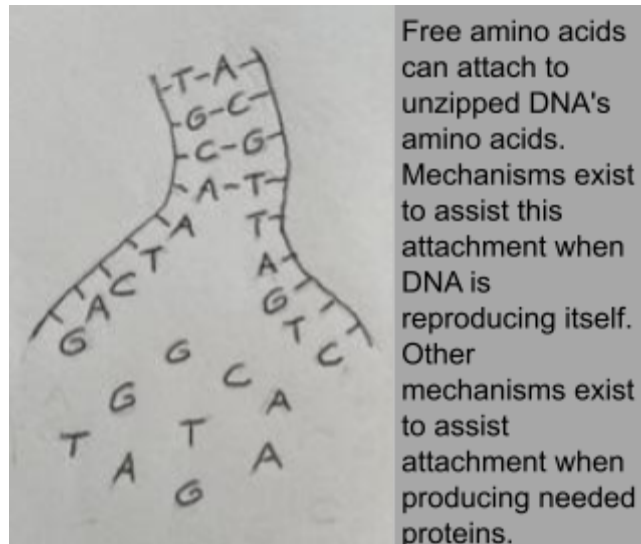 T-A
G-C
C-G
A-T
A T
T A
C G
A T
G C
G
G C A
T T
A A
G
Free amino acids
can attach to
unzipped DNA's
amino acids.
Mechanisms exist
to assist this
attachment when
DNA is
reproducing itself.
Other
mechanisms exist
to assist
attachment when
producing needed
proteins.